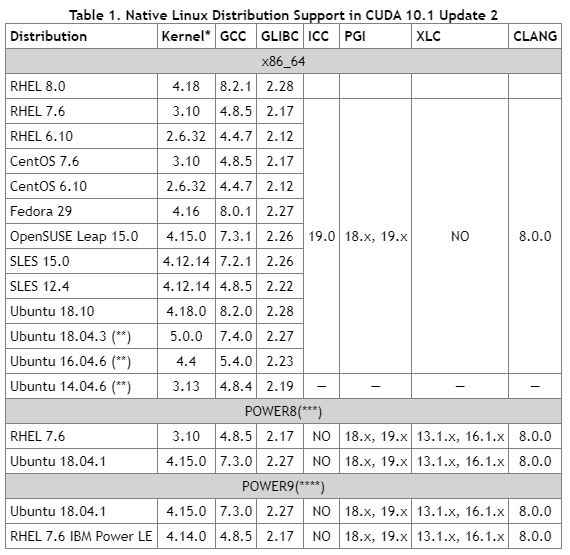 Table 1. Native Linux Distribution Support in CUDA 10.1 Update 2
Distribution Kernel* GCC GLIBC ICC PGI XLC CLANG
x86_64
RHEL 8.0 4.18 8.2.1 2.28
RHEL 7.6 3.10 4.8.5 2.17
RHEL 6.10 2.6.32 4.4.7 2.12
CentOS 7.6 3.10 4.8.5 2.17
CentOS 6.10 2.6.32 4.4.7 2.12
Fedora 29 4.16 8.0.1 2.27
OpenSUSE Leap 15.0 4.15.0 7.3.1 2.26 19.0 18.x, 19.x NO 8.0.0
SLES 15.0 4.12.14 7.2.1 2.26
SLES 12.4 4.12.14 4.8.5 2.22
Ubuntu 18.10 4.18.0 8.2.0 2.28
Ubuntu 18.04.3 (**) 5.0.0 7.4.0 2.27
Ubuntu 16.04.6 (**) 4.4 5.4.0 2.23
Ubuntu 14.04.6 (**) 3.13 4.8.4 2.19 — — — —
POWER8(***)
RHEL 7.6 3.10 4.8.5 2.17 NO 18.x, 19.x 13.1.x, 16.1.x 8.0.0
Ubuntu 18.04.1 4.15.0 7.3.0 2.27 NO 18.x, 19.x 13.1.x, 16.1.x 8.0.0
POWER9(****)
Ubuntu 18.04.1 4.15.0 7.3.0 2.27 NO 18.x, 19.x 13.1.x, 16.1.x 8.0.0
RHEL 7.6 IBM Power LE 4.14.0 4.8.5 2.17 NO 18.x, 19.x 13.1.x, 16.1.x 8.0.0